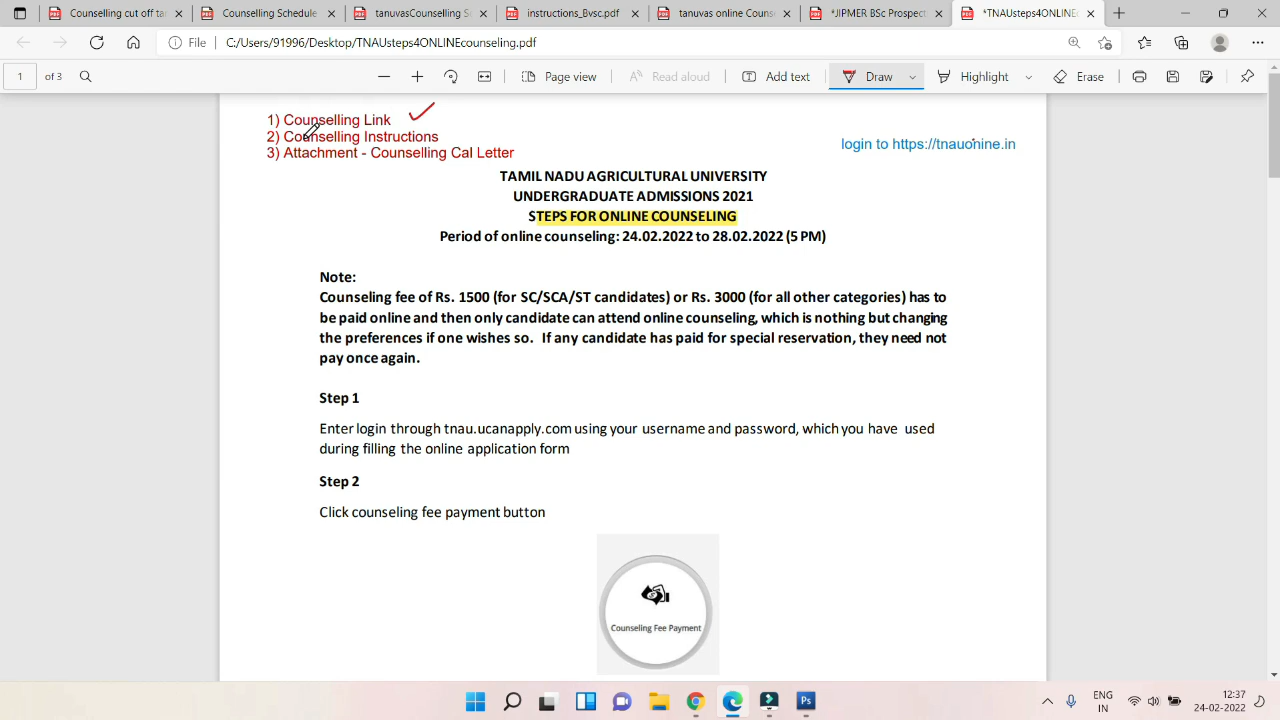 Counselling cut off tan
Counselling Schedule
tanuvasCounselling Sc
instructions_Bvsc.pdf
tanuvas online Couns
*JIPMER BSc Prospect
*TNAUsteps4ONLINEc
File
C:/Users/91996/Desktop/TNAUsteps4ONLINEcounseling.pdf
1 of 3
Page view
Read aloud
Add text
Draw
Highlight
Erase
1) Counselling Link
2) Counselling Instructions
3) Attachment - Counselling Cal Letter
login to https://tnauonine.in
TAMIL NADU AGRICULTURAL UNIVERSITY
UNDERGRADUATE ADMISSIONS 2021
STEPS FOR ONLINE COUNSELING
Period of online counseling: 24.02.2022 to 28.02.2022 (5 PM)
Note:
Counseling fee of Rs. 1500 (for SC/SCA/ST candidates) or Rs. 3000 (for all other categories) has to
be paid online and then only candidate can attend online counseling, which is nothing but changing
the preferences if one wishes so. If any candidate has paid for special reservation, they need not
pay once again.
Step 1
Enter login through tnau.ucanapply.com using your username and password, which you have used
during filling the online application form
Step 2
Click counseling fee payment button
Counseling Fee Payment
Ps
ENG
IN
12:37
24-02-2022